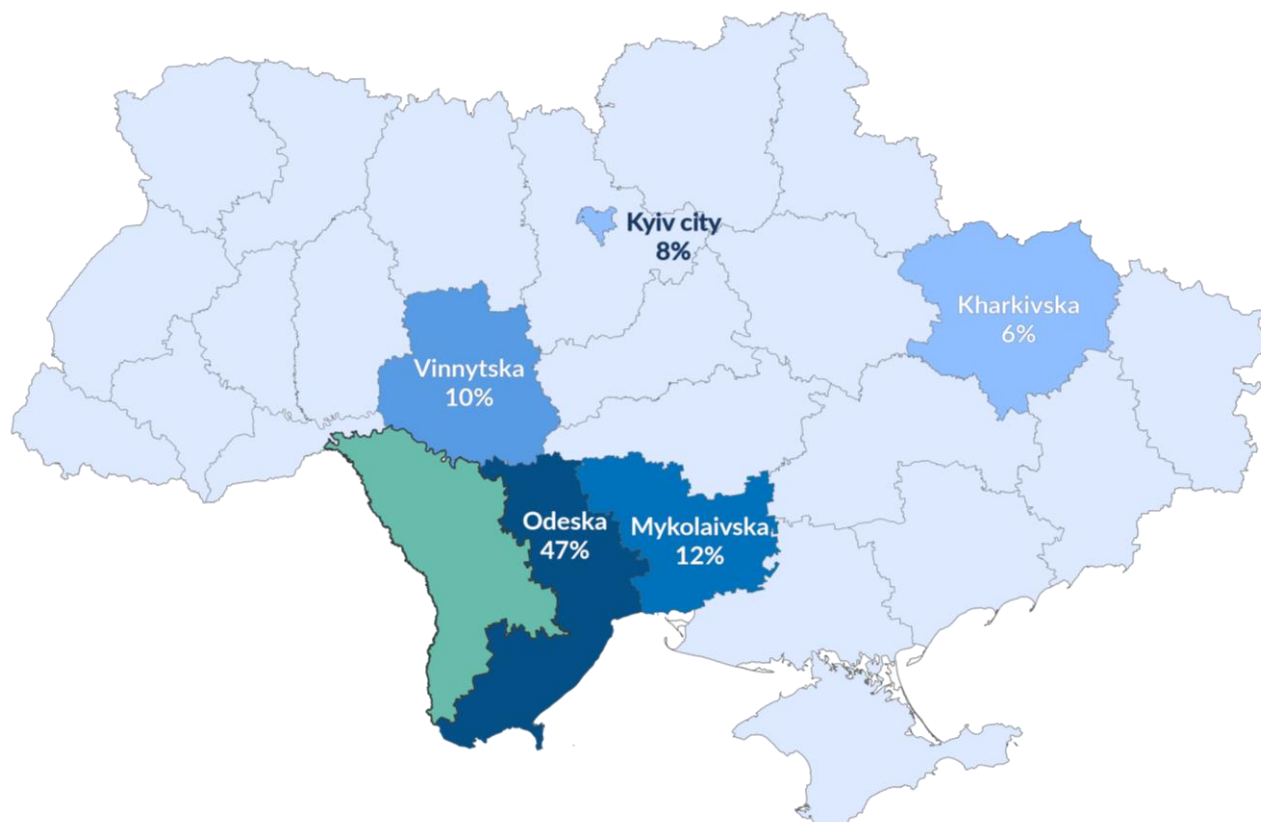 Kyiv city
8%
Kharkivska
6%
Vinnytska
10%
Odeska
47%
Mykolaivska
12%